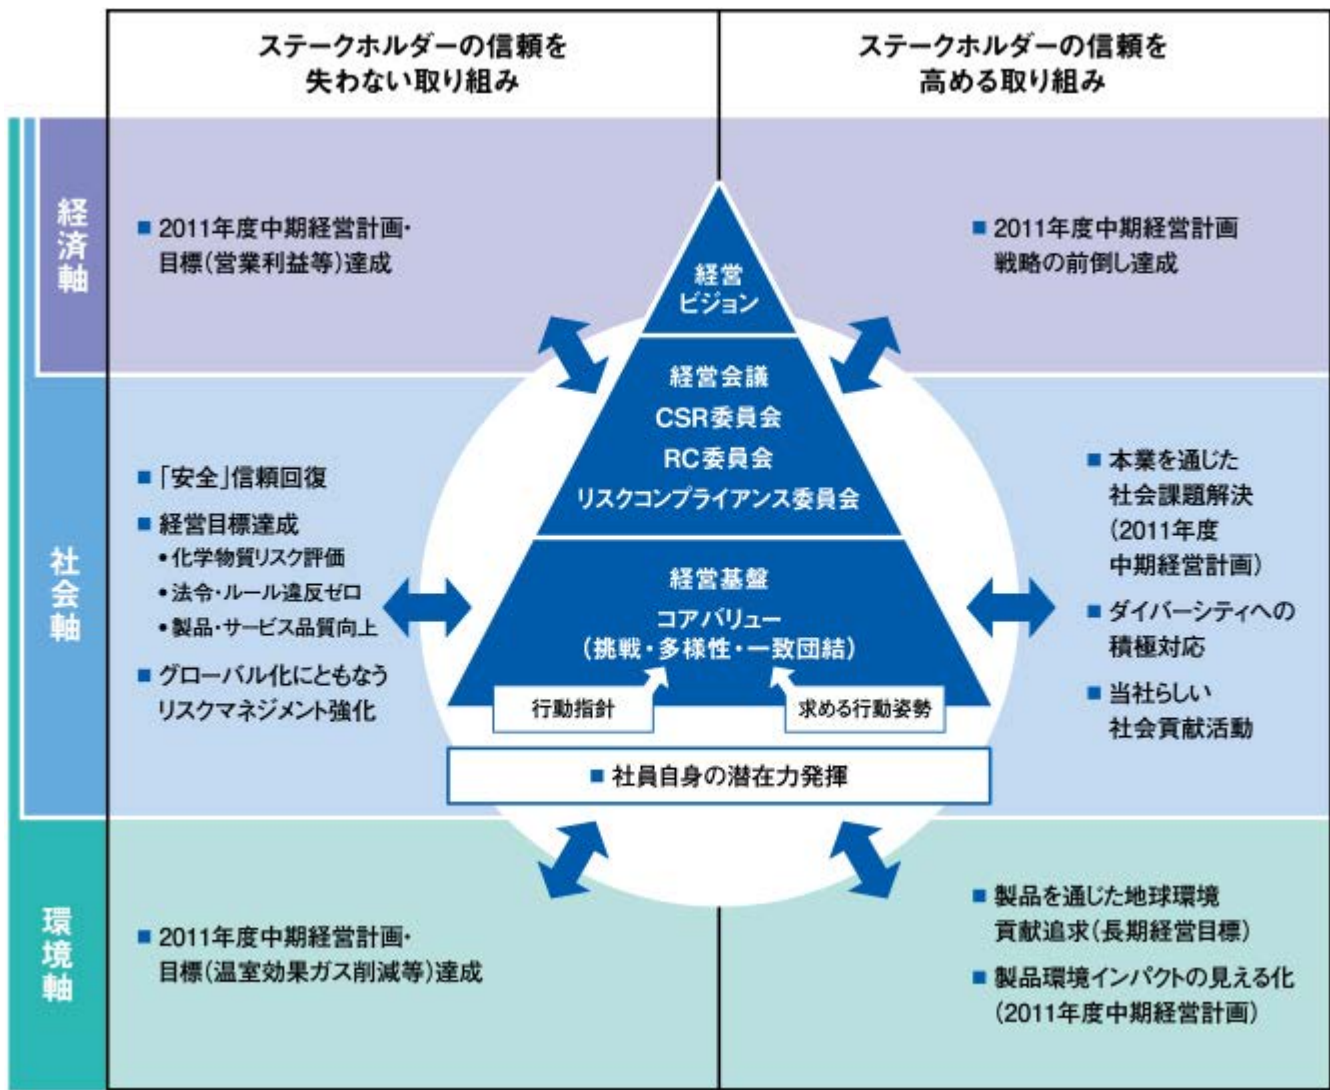 ステークホルダーの信頼を
失わない取り組み
ステークホルダーの信頼を
高める取り組み
経済軸
■ 2011年度中期経営計画・
目標(営業利益等)達成
■ 2011年度中期経営計画
戦略の前倒し達成
経営
ビジョン
経営会議
CSR委員会
RC委員会
リスクコンプライアンス委員会
社会軸
■ 「安全」信頼回復
■ 経営目標達成
• 化学物質リスク評価
• 法令・ルール違反ゼロ
• 製品・サービス品質向上
■ グローバル化にともなう
リスクマネジメント強化
経営基盤
コアバリュー
(挑戦・多様性・一致団結)
行動指針
求める行動姿勢
■ 社員自身の潜在力発揮
■ 本業を通じた
社会課題解決
(2011年度
中期経営計画)
■ ダイバーシティへの
積極対応
■ 当社らしい
社会貢献活動
環境軸
■ 2011年度中期経営計画・
目標(温室効果ガス削減等)達成
■ 製品を通じた地球環境
貢献追求(長期経営目標)
■ 製品環境インパクトの見える化
(2011年度中期経営計画)